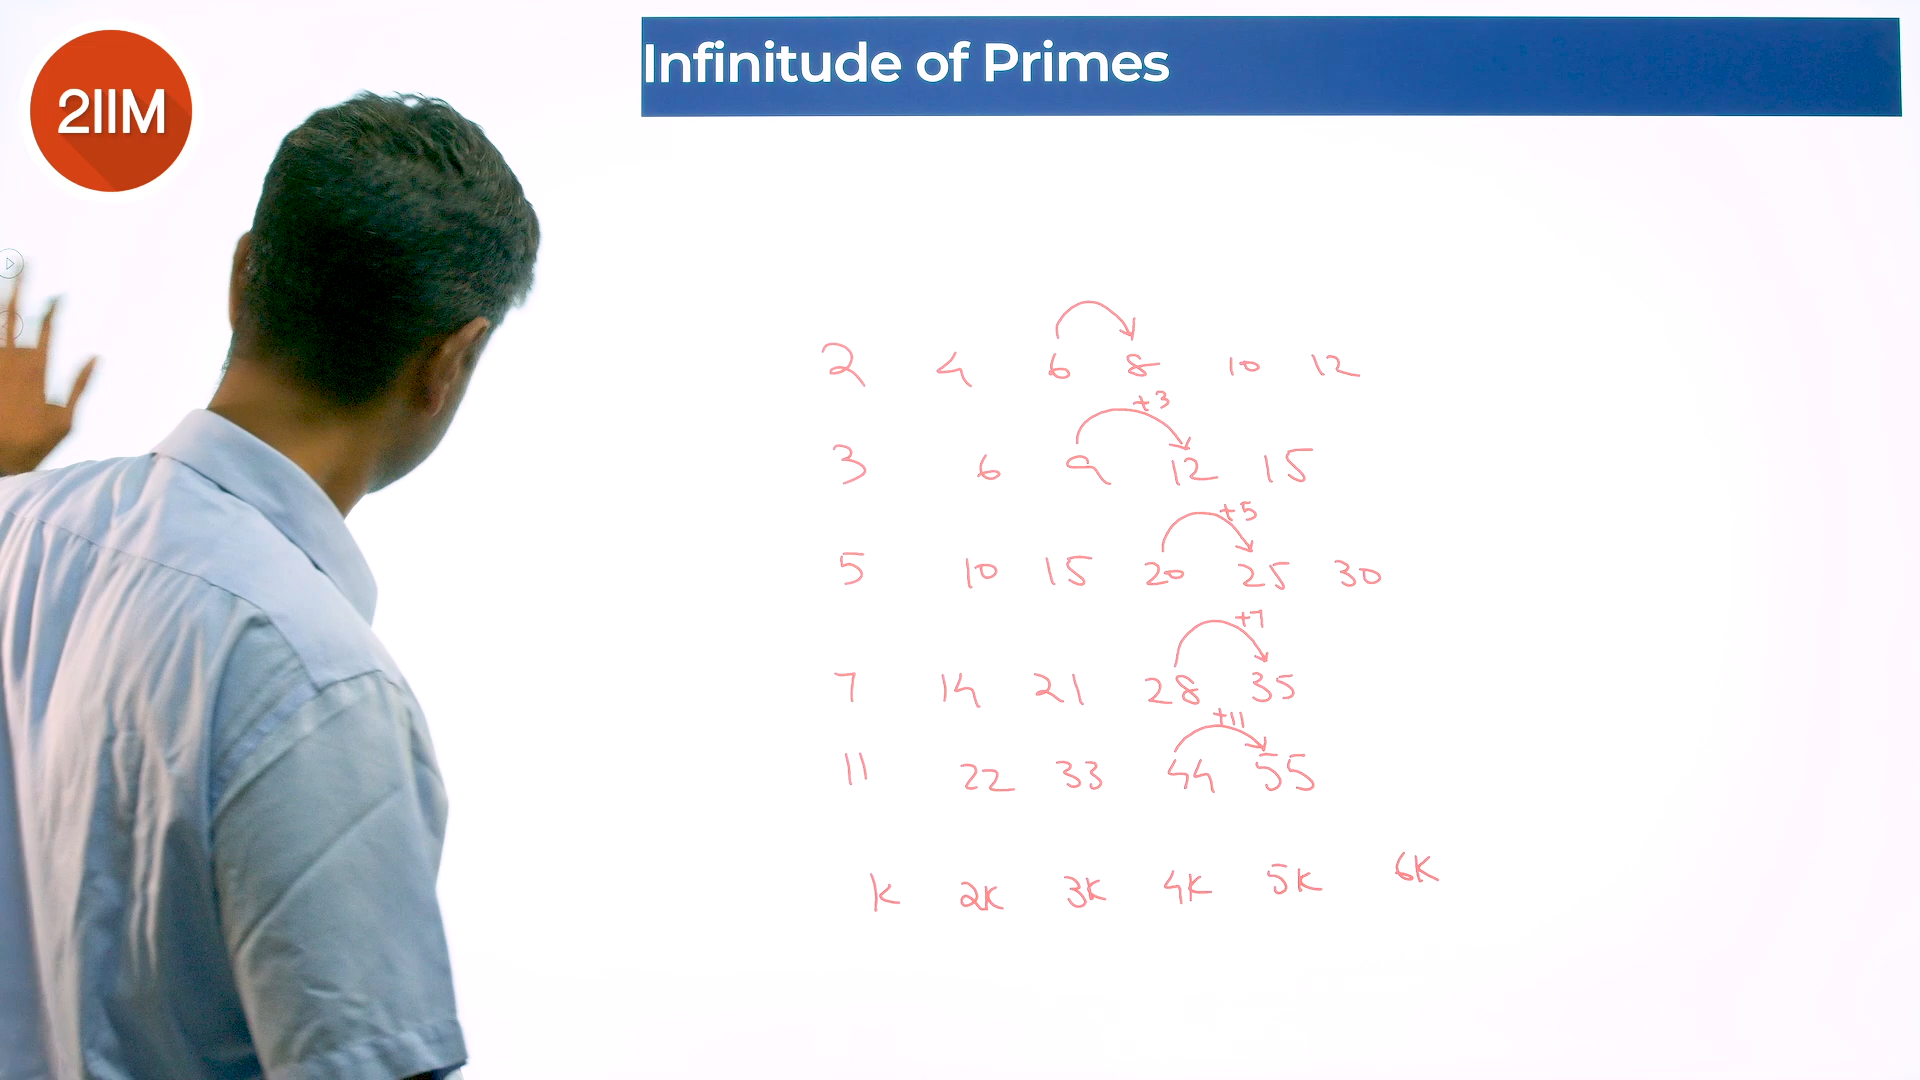 2IIM
Infinitude of Primes
2 4 6 8 10 12
+3
3 6 9 12 15
+5
5 10 15 20 25 30
+7
7 14 21 28 35
+11
11 22 33 44 55
k 2k 3k 4k 5k 6k